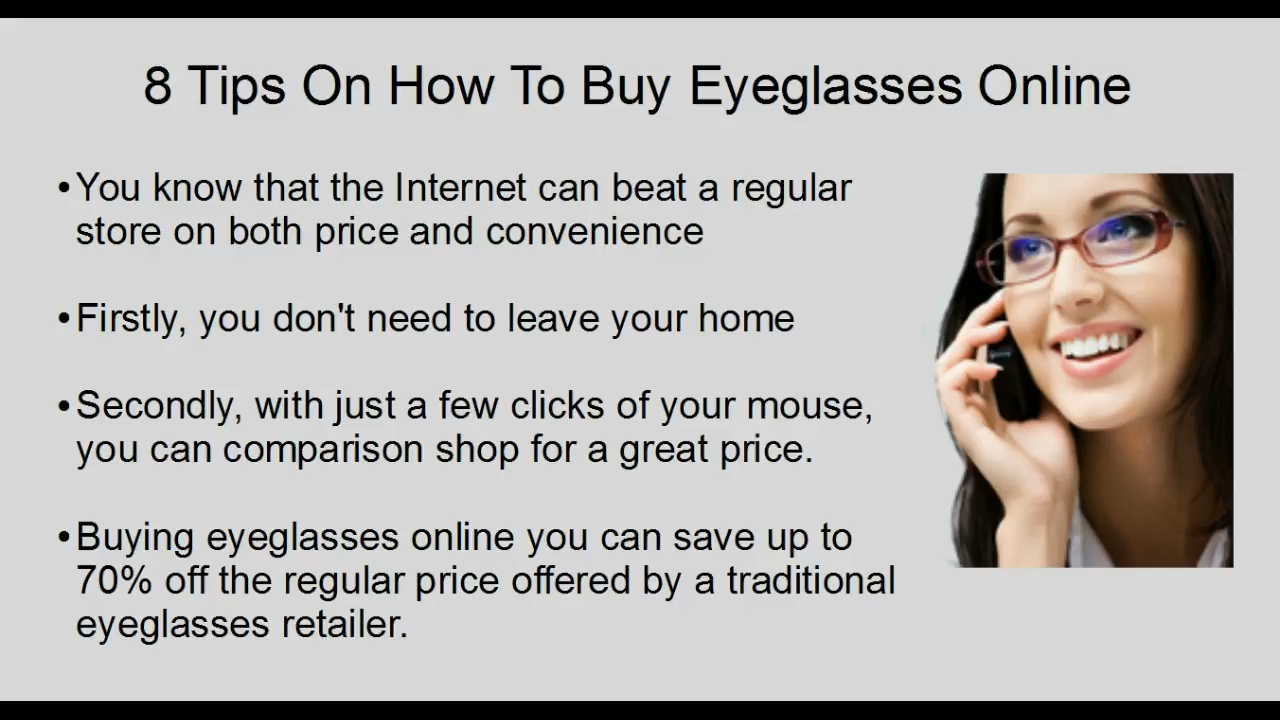 8 Tips On How To Buy Eyeglasses Online
•You know that the Internet can beat a regular
store on both price and convenience
•Firstly, you don't need to leave your home
•Secondly, with just a few clicks of your mouse,
you can comparison shop for a great price.
•Buying eyeglasses online you can save up to
70% off the regular price offered by a traditional
eyeglasses retailer.